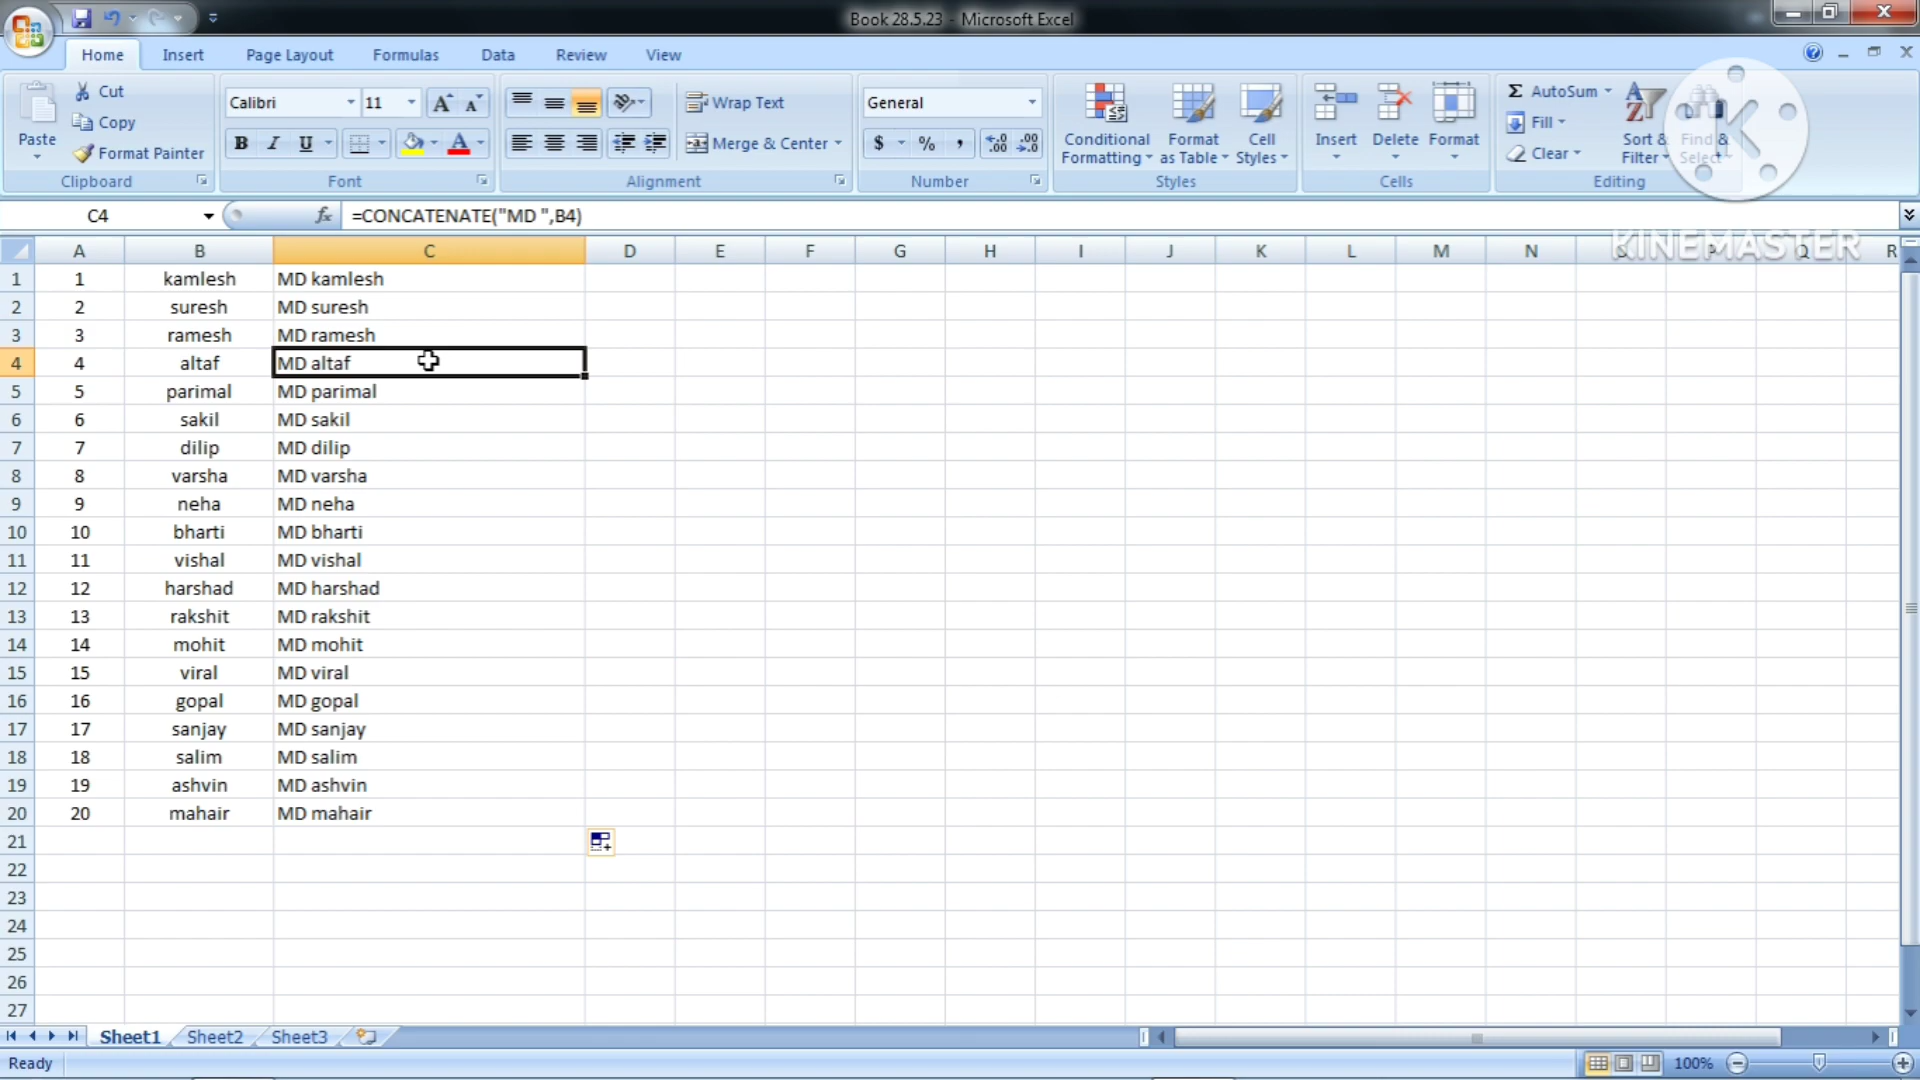 Book 28.5.23 - Microsoft Excel
Home Insert Page Layout Formulas Data Review View
Paste
Cut
Copy
Format Painter
Clipboard
Calibri 11
B I U
Font
Wrap Text
Merge & Center
Alignment
General
$ % ,
Number
Conditional Formatting
Format as Table
Cell Styles
Styles
Insert Delete Format
Cells
Σ AutoSum
Fill
Clear
Sort & Filter
Find & Select
Editing
C4 fx =CONCATENATE("MD ",B4)
KINEMASTER
A B C D E F G H I J K L M N O P Q R
1 1 kamlesh MD kamlesh
2 2 suresh MD suresh
3 3 ramesh MD ramesh
4 4 altaf MD altaf
5 5 parimal MD parimal
6 6 sakil MD sakil
7 7 dilip MD dilip
8 8 varsha MD varsha
9 9 neha MD neha
10 10 bharti MD bharti
11 11 vishal MD vishal
12 12 harshad MD harshad
13 13 rakshit MD rakshit
14 14 mohit MD mohit
15 15 viral MD viral
16 16 gopal MD gopal
17 17 sanjay MD sanjay
18 18 salim MD salim
19 19 ashvin MD ashvin
20 20 mahair MD mahair
21
22
23
24
25
26
27
Sheet1 Sheet2 Sheet3
Ready 100%